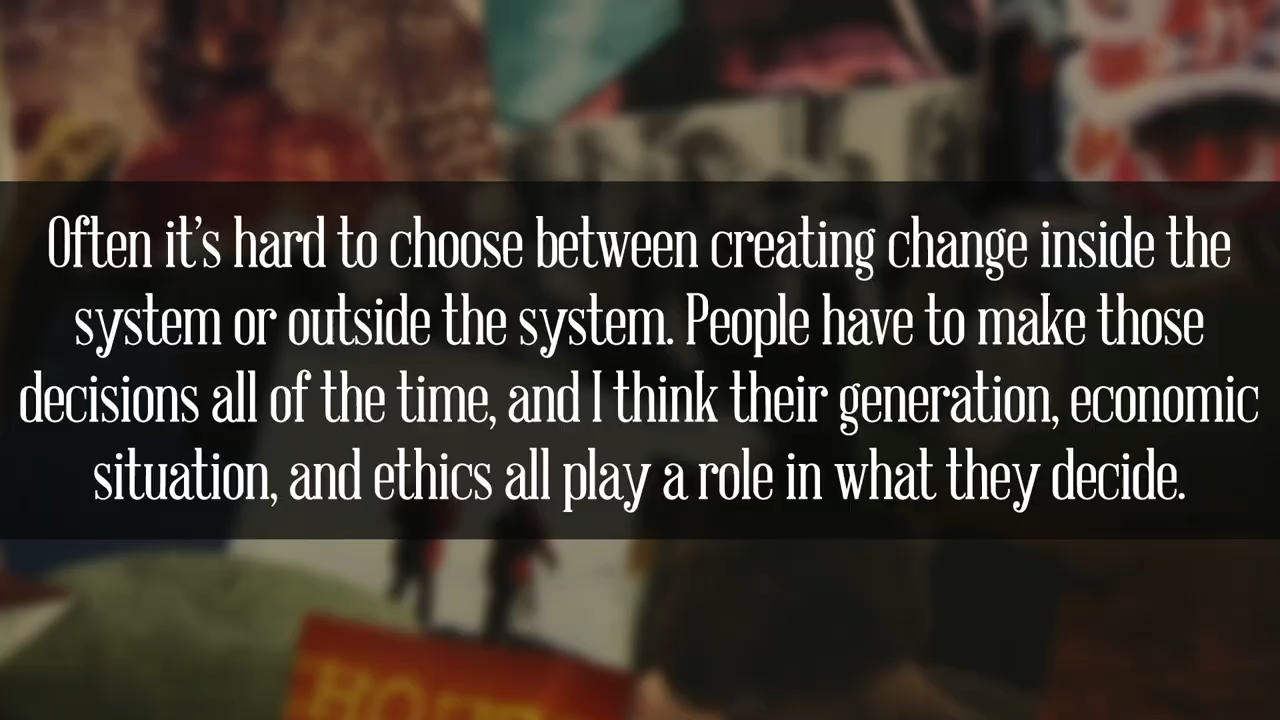 Often it's hard to choose between creating change inside the
system or outside the system. People have to make those
decisions all of the time, and I think their generation, economic
situation, and ethics all play a role in what they decide.